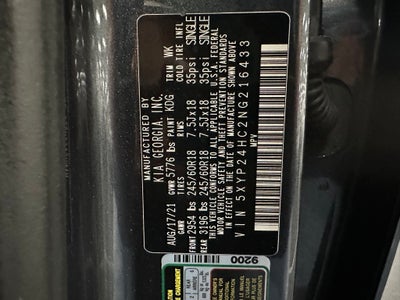 MANUFACTURED BY
KIA GEORGIA, INC.
AUG/17/21 GVWR 5776 lbs PAINT KDG TRIM WK
GAWR TIRES RIMS COLD TIRE INFL
FRONT 2954 lbs 245/60R18 7.5Jx18 35psi SINGLE
REAR 3196 lbs 245/60R18 7.5Jx18 35psi SINGLE
THIS VEHICLE CONFORMS TO ALL APPLICABLE U.S.A. FEDERAL
MOTOR VEHICLE SAFETY AND THEFT PREVENTION STANDARDS
IN EFFECT ON THE DATE OF MANUFACTURE SHOWN ABOVE
VIN 5XYP24HC2NG216433
MPV
9200